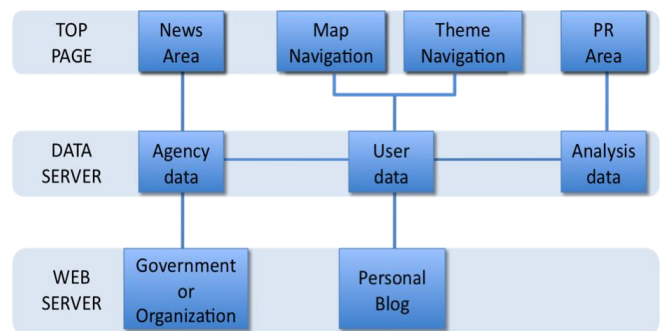 TOP
PAGE
News
Area
Map
Navigation
Theme
Navigation
PR
Area
DATA
SERVER
Agency
data
User
data
Analysis
data
WEB
SERVER
Government
or
Organization
Personal
Blog